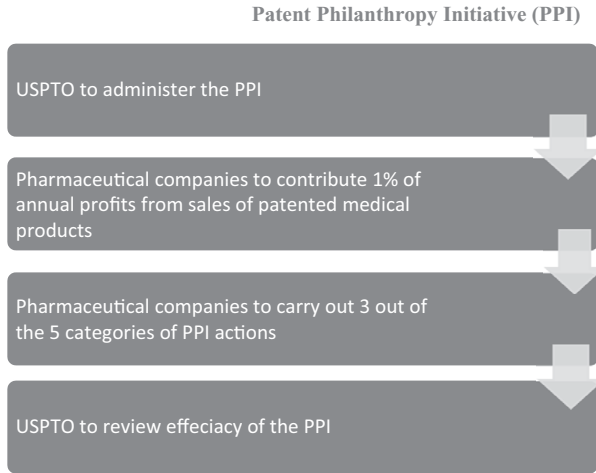 Patent Philanthropy Initiative (PPI)
USPTO to administer the PPI
Pharmaceutical companies to contribute 1% of
annual profits from sales of patented medical
products
Pharmaceutical companies to carry out 3 out of
the 5 categories of PPI actions
USPTO to review effeciacy of the PPI